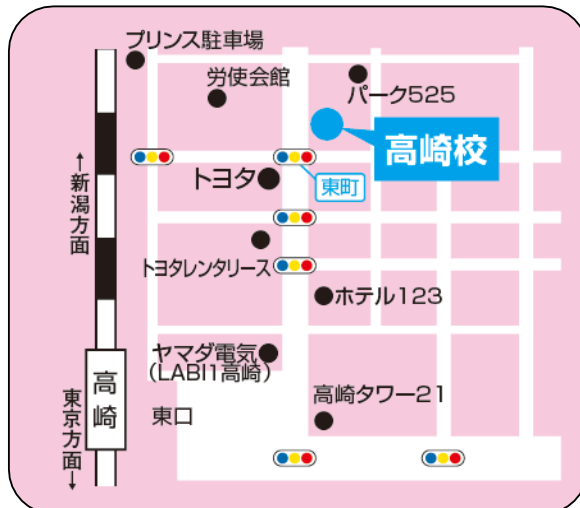 プリンス駐車場
労使会館
パーク525
高崎校
トヨタ
東町
←新潟方面
トヨタレンタリース
ホテル123
ヤマダ電気
(LABI1高崎)
高崎
東口
高崎タワー21
東京方面→